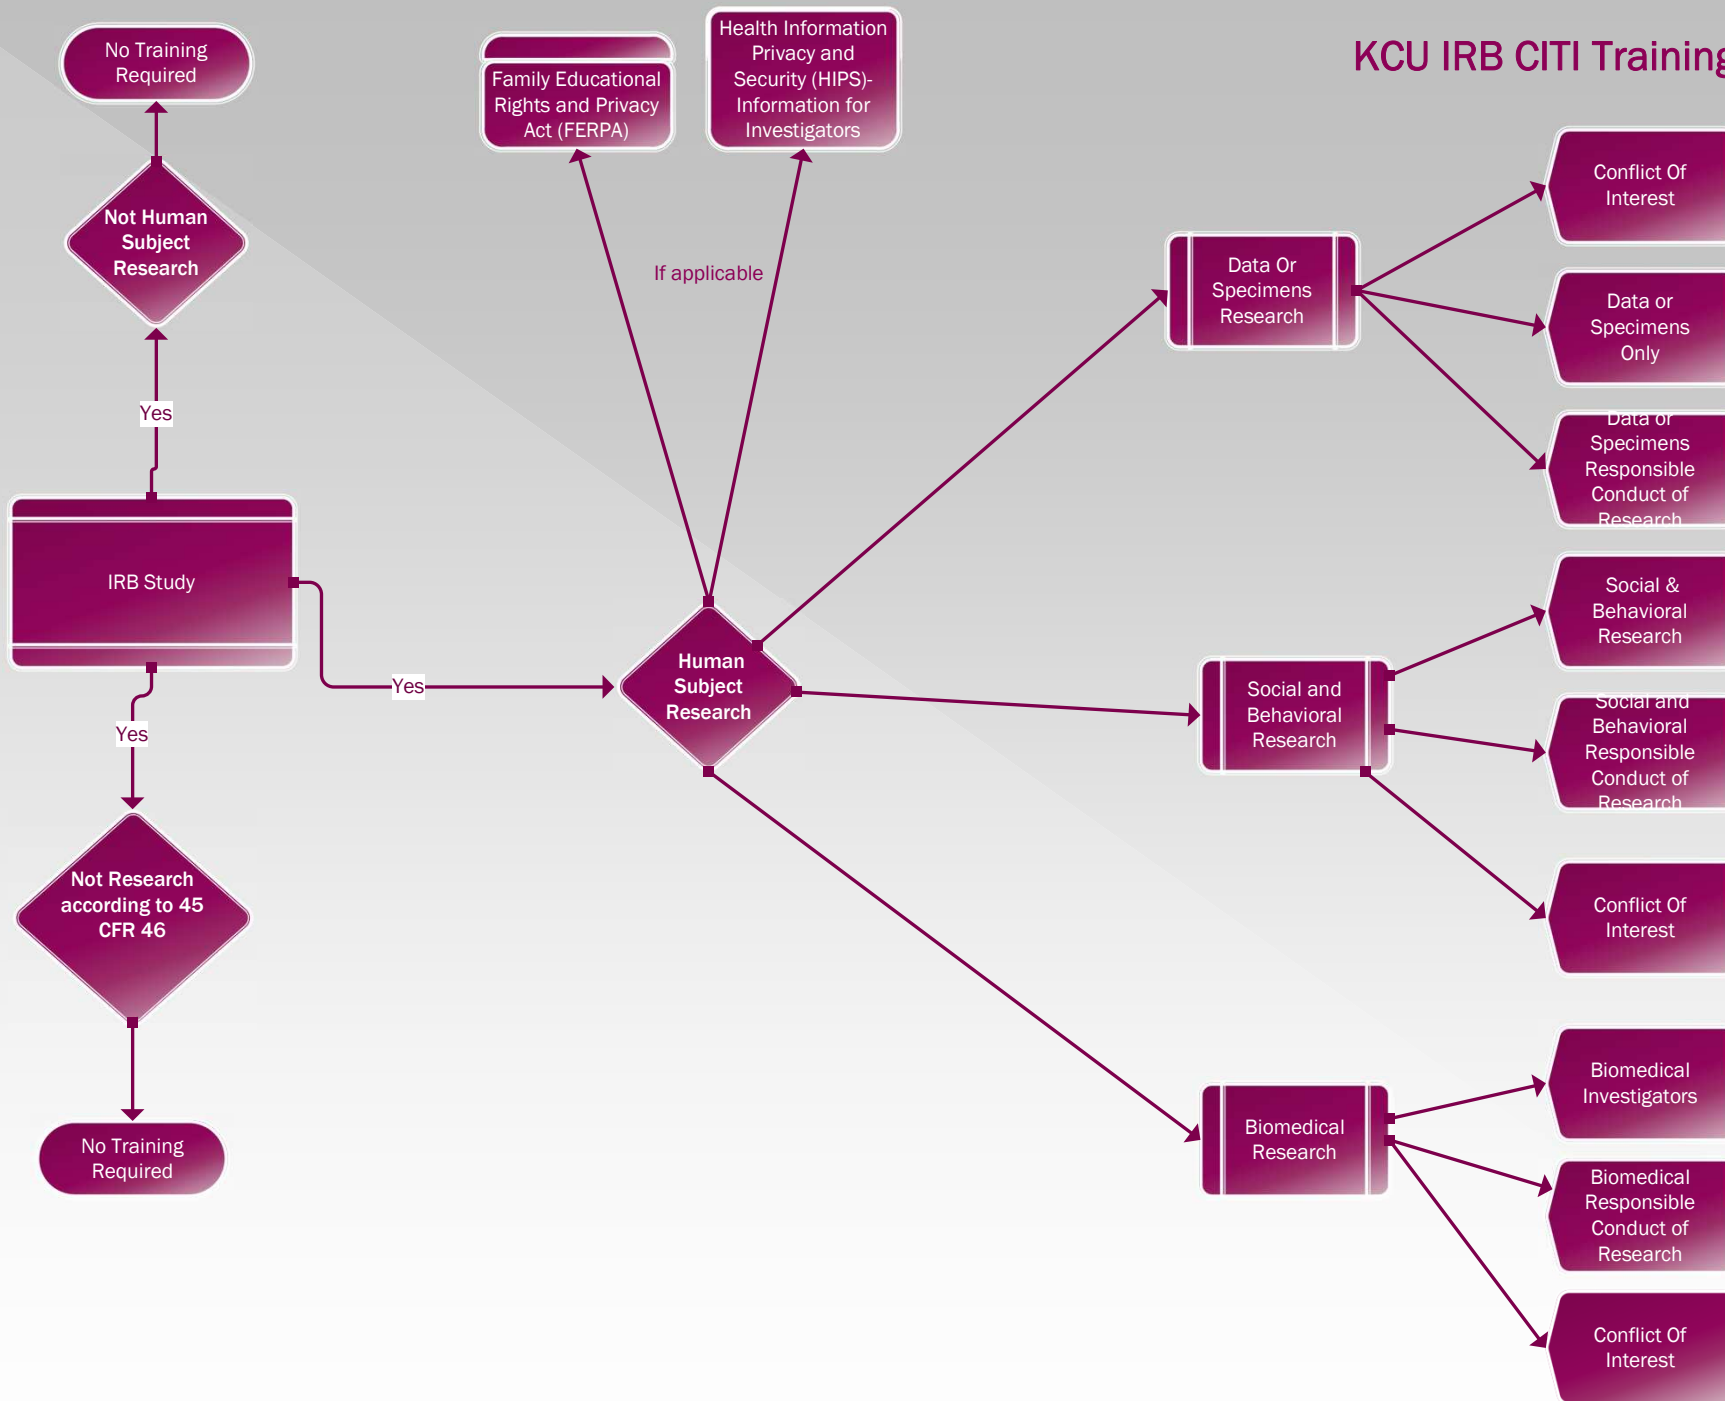 KCU IRB CITI Training
No Training
Required
Not Human
Subject
Research
Yes
IRB Study
Yes
Not Research
according to 45
CFR 46
No Training
Required
Yes
Human
Subject
Research
If applicable
Family Educational
Rights and Privacy
Act (FERPA)
Health Information
Privacy and
Security (HIPS)-
Information for
Investigators
Data Or
Specimens
Research
Conflict Of
Interest
Data or
Specimens
Only
Data or
Specimens
Responsible
Conduct of
Research
Social and
Behavioral
Research
Social &
Behavioral
Research
Social and
Behavioral
Responsible
Conduct of
Research
Conflict Of
Interest
Biomedical
Research
Biomedical
Investigators
Biomedical
Responsible
Conduct of
Research
Conflict Of
Interest